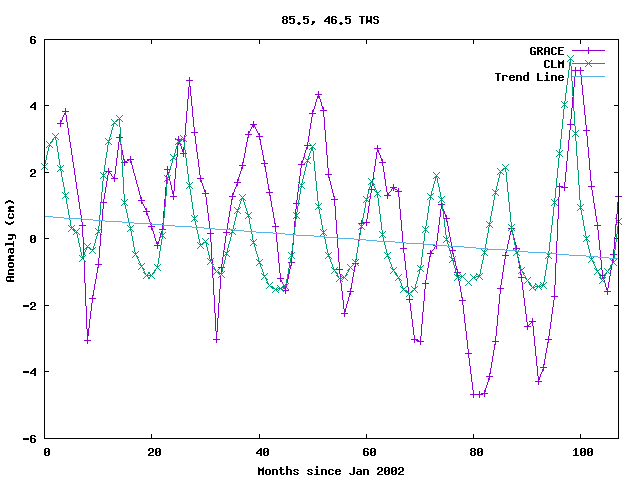 85.5, 46.5 TWS
GRACE
CLM
Trend Line
6
4
2
0
-2
-4
-6
Anomaly (cm)
0 20 40 60 80 100
Months since Jan 2002